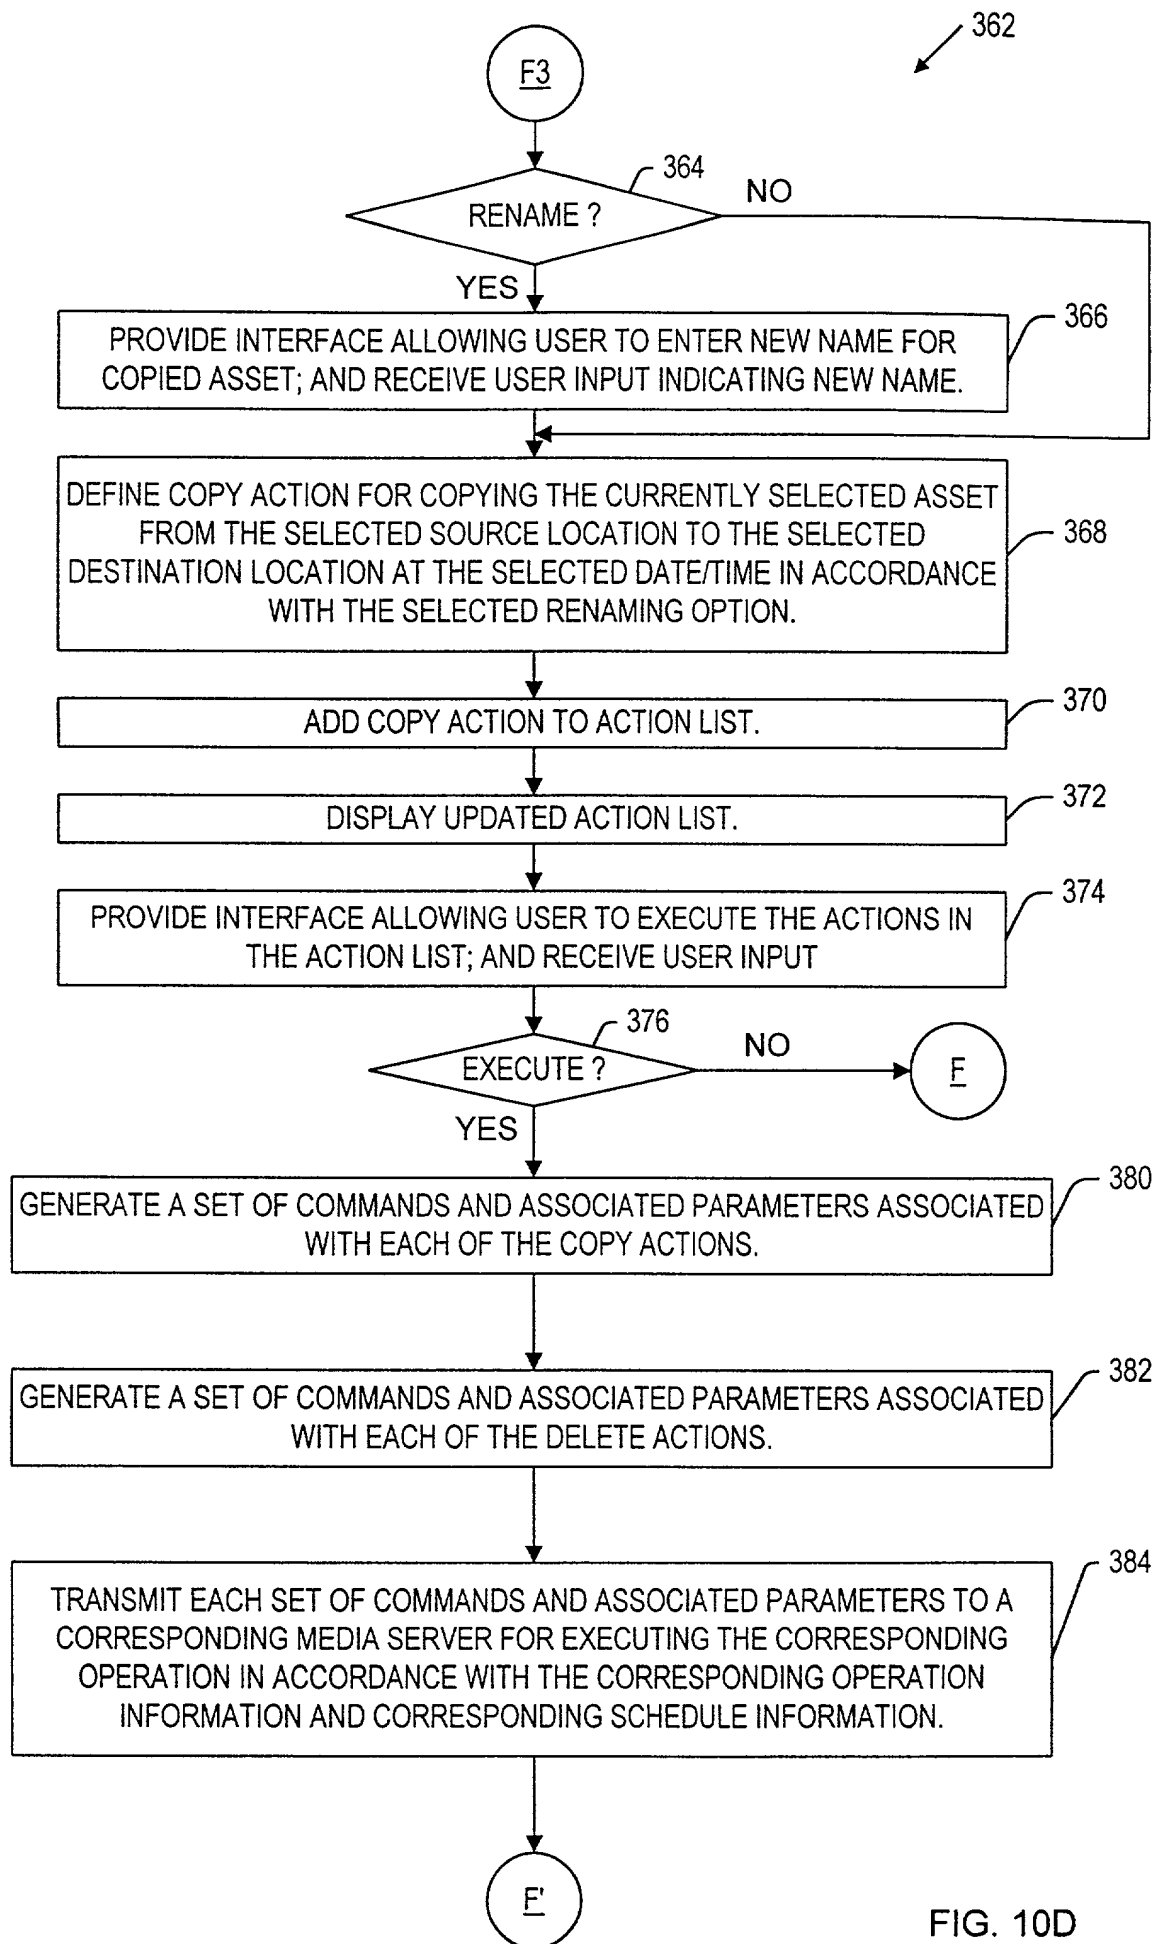 362
F3
364
RENAME ?
NO
YES
366
PROVIDE INTERFACE ALLOWING USER TO ENTER NEW NAME FOR
COPIED ASSET; AND RECEIVE USER INPUT INDICATING NEW NAME.
DEFINE COPY ACTION FOR COPYING THE CURRENTLY SELECTED ASSET
FROM THE SELECTED SOURCE LOCATION TO THE SELECTED
DESTINATION LOCATION AT THE SELECTED DATE/TIME IN ACCORDANCE
WITH THE SELECTED RENAMING OPTION.
368
370
ADD COPY ACTION TO ACTION LIST.
372
DISPLAY UPDATED ACTION LIST.
374
PROVIDE INTERFACE ALLOWING USER TO EXECUTE THE ACTIONS IN
THE ACTION LIST; AND RECEIVE USER INPUT
376
EXECUTE ?
NO
F
YES
380
GENERATE A SET OF COMMANDS AND ASSOCIATED PARAMETERS ASSOCIATED
WITH EACH OF THE COPY ACTIONS.
382
GENERATE A SET OF COMMANDS AND ASSOCIATED PARAMETERS ASSOCIATED
WITH EACH OF THE DELETE ACTIONS.
384
TRANSMIT EACH SET OF COMMANDS AND ASSOCIATED PARAMETERS TO A
CORRESPONDING MEDIA SERVER FOR EXECUTING THE CORRESPONDING
OPERATION IN ACCORDANCE WITH THE CORRESPONDING OPERATION
INFORMATION AND CORRESPONDING SCHEDULE INFORMATION.
F'
FIG. 10D